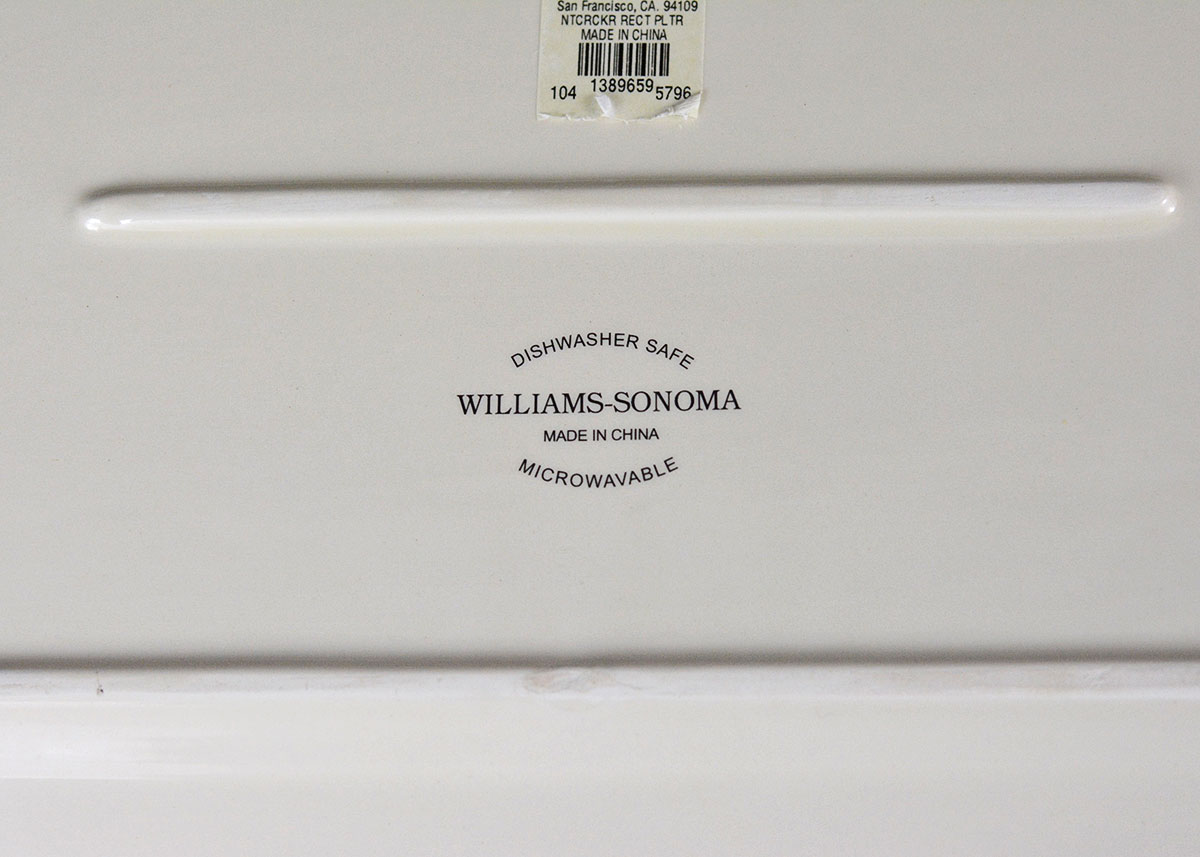 San Francisco, CA. 94109
NTCRCKR RECT PLTR
MADE IN CHINA
104 1389659 5796
DISHWASHER SAFE
WILLIAMS-SONOMA
MADE IN CHINA
MICROWAVABLE